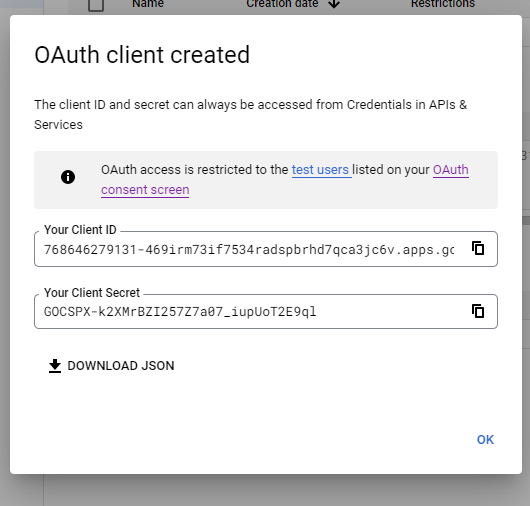 Name Creation date Restrictions
OAuth client created
The client ID and secret can always be accessed from Credentials in APIs &
Services
OAuth access is restricted to the test users listed on your OAuth
consent screen
Your Client ID
768646279131-469irm73if7534radspbrhd7qca3jc6v.apps.gc
Your Client Secret
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
DOWNLOAD JSON
OK